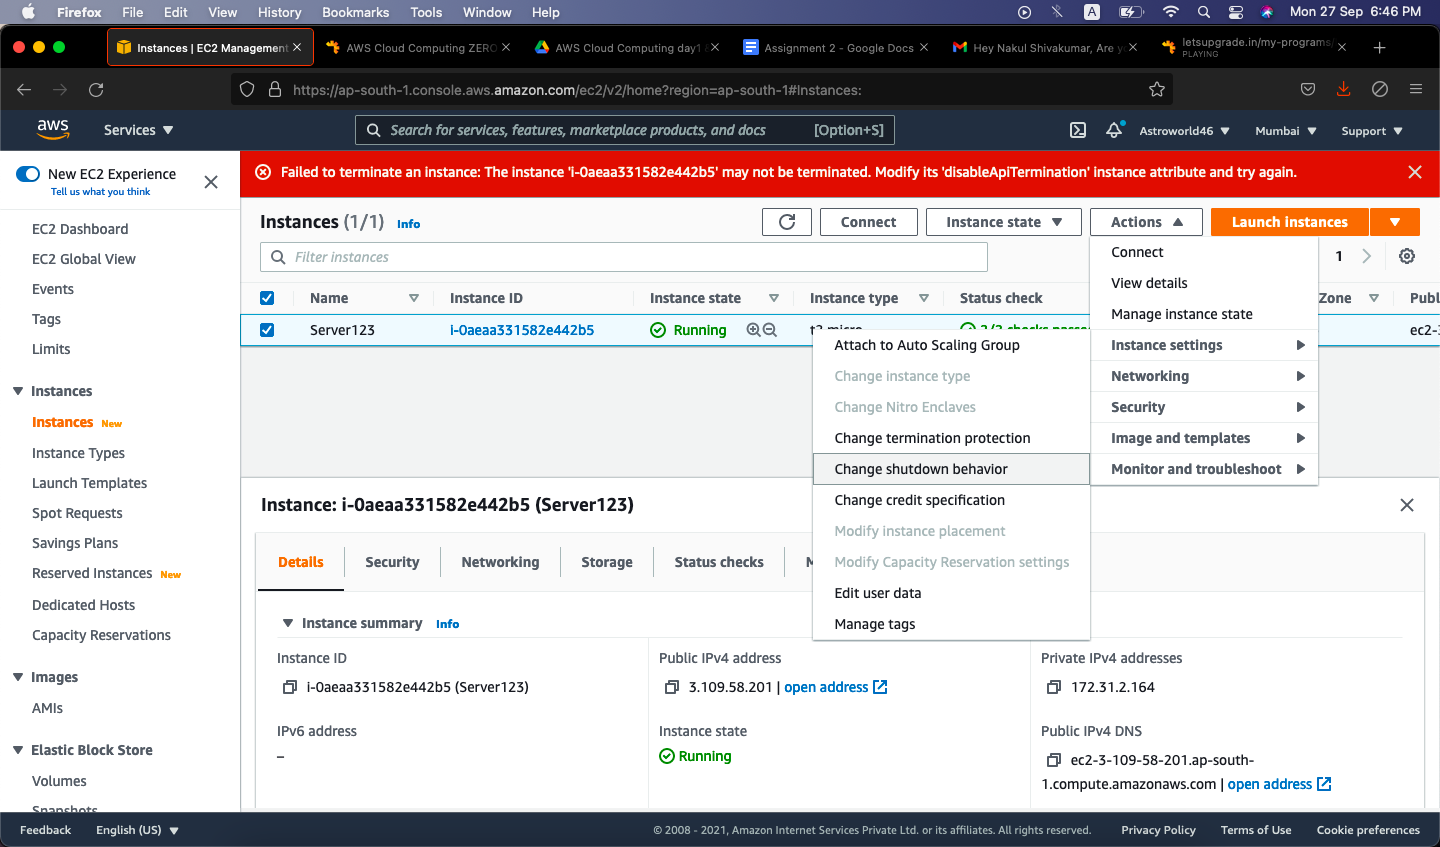 Firefox File Edit View History Bookmarks Tools Window Help A Mon 27 Sep 6:46 PM
Instances | EC2 Management
AWS Cloud Computing ZERO
AWS Cloud Computing day1
Assignment 2 - Google Docs
Hey Nakul Shivakumar, Are yo
letsupgrade.in/my-programs/
PLAYING
https://ap-south-1.console.aws.amazon.com/ec2/v2/home?region=ap-south-1#Instances:
aws Services Search for services, features, marketplace products, and docs [Option+S] Astroworld46 Mumbai Support
New EC2 Experience
Tell us what you think
Failed to terminate an instance: The instance 'i-0aeaa331582e442b5' may not be terminated. Modify its 'disableApiTermination' instance attribute and try again.
EC2 Dashboard
EC2 Global View
Events
Tags
Limits
Instances
Instances New
Instance Types
Launch Templates
Spot Requests
Savings Plans
Reserved Instances New
Dedicated Hosts
Capacity Reservations
Images
AMIs
Elastic Block Store
Volumes
Snapshots
Instances (1/1) Info
Connect Instance state Actions Launch instances
Filter instances
1
Name Instance ID Instance state Instance type Status check Zone Publ
Server123 i-0aeaa331582e442b5 Running t2.micro 2/2 checks passed ec2-3
Connect
View details
Manage instance state
Instance settings
Networking
Security
Image and templates
Monitor and troubleshoot
Attach to Auto Scaling Group
Change instance type
Change Nitro Enclaves
Change termination protection
Change shutdown behavior
Change credit specification
Modify instance placement
Modify Capacity Reservation settings
Edit user data
Manage tags
Instance: i-0aeaa331582e442b5 (Server123)
Details Security Networking Storage Status checks M
Instance summary Info
Instance ID
i-0aeaa331582e442b5 (Server123)
Public IPv4 address
3.109.58.201 | open address
Private IPv4 addresses
172.31.2.164
IPv6 address
–
Instance state
Running
Public IPv4 DNS
ec2-3-109-58-201.ap-south-
1.compute.amazonaws.com | open address
Feedback English (US) © 2008 - 2021, Amazon Internet Services Private Ltd. or its affiliates. All rights reserved. Privacy Policy Terms of Use Cookie preferences